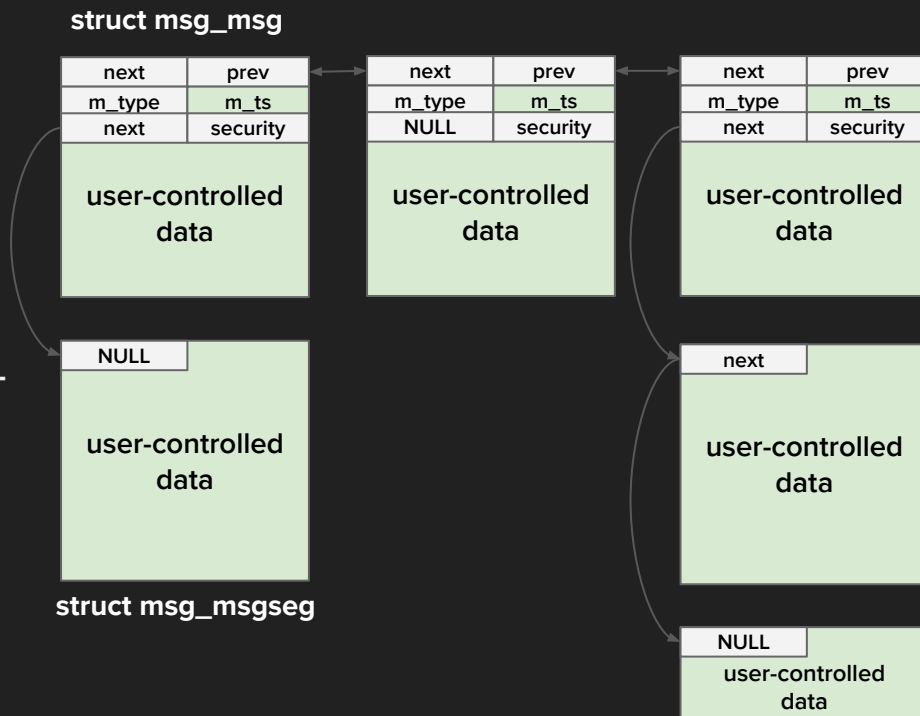 struct msg_msg
next prev
m_type m_ts
next security
user-controlled
data
NULL
user-controlled
data
struct msg_msgseg
next prev
m_type m_ts
NULL security
user-controlled
data
next prev
m_type m_ts
next security
user-controlled
data
next
user-controlled
data
NULL
user-controlled
data